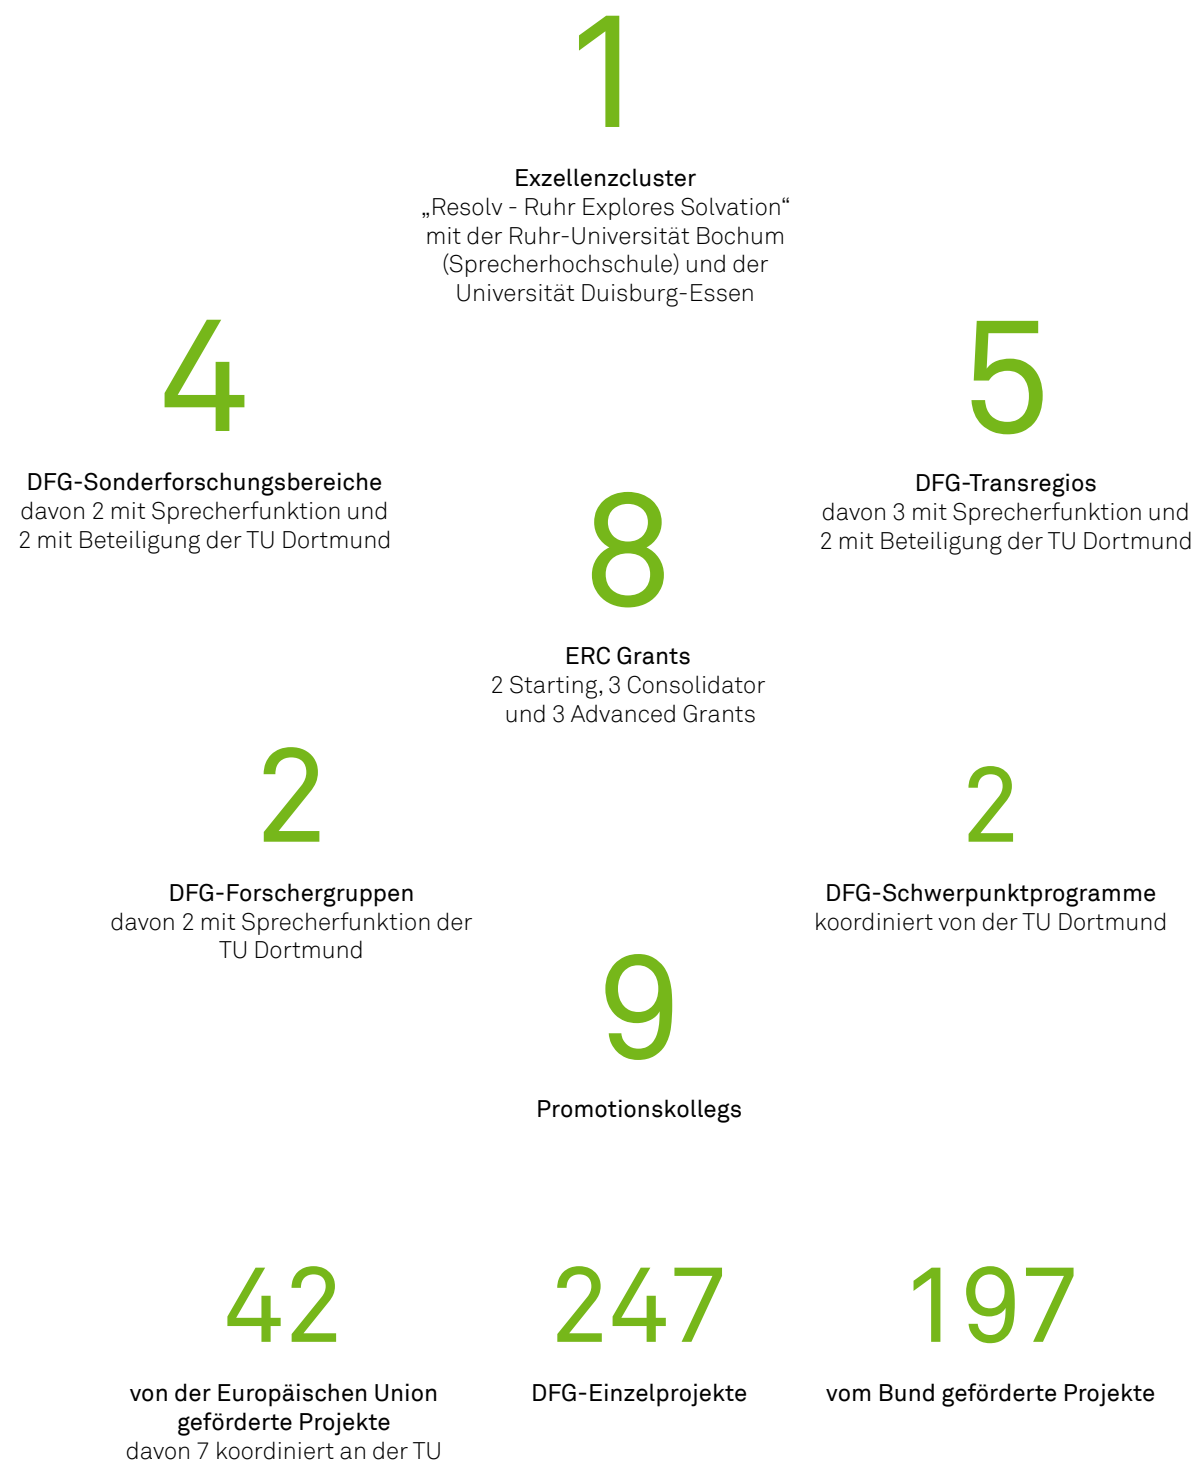 1
Exzellenzcluster
„Resolv - Ruhr Explores Solvation“
mit der Ruhr-Universität Bochum
(Sprecherhochschule) und der
Universität Duisburg-Essen
4
DFG-Sonderforschungsbereiche
davon 2 mit Sprecherfunktion und
2 mit Beteiligung der TU Dortmund
5
DFG-Transregios
davon 3 mit Sprecherfunktion und
2 mit Beteiligung der TU Dortmund
8
ERC Grants
2 Starting, 3 Consolidator
und 3 Advanced Grants
2
DFG-Forschergruppen
davon 2 mit Sprecherfunktion der
TU Dortmund
2
DFG-Schwerpunktprogramme
koordiniert von der TU Dortmund
9
Promotionskollegs
42
von der Europäischen Union
geförderte Projekte
davon 7 koordiniert an der TU
247
DFG-Einzelprojekte
197
vom Bund geförderte Projekte